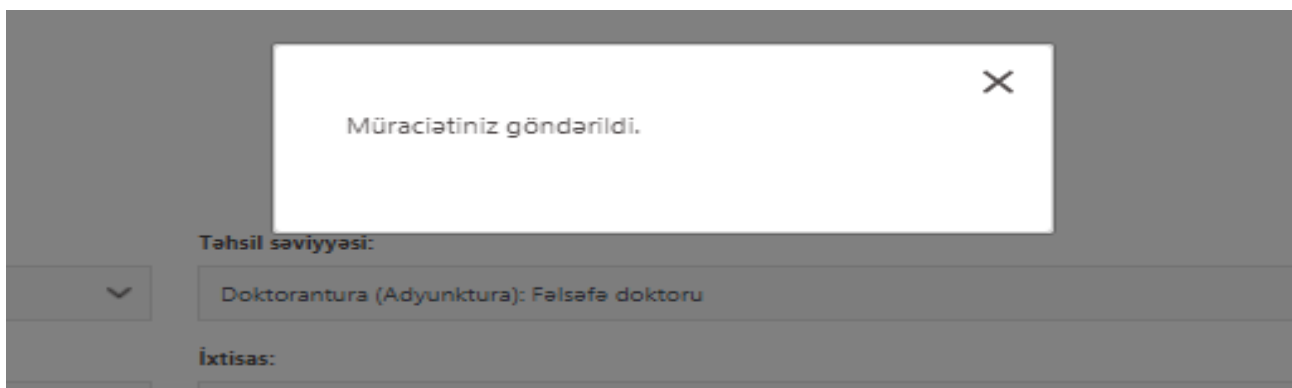 Müraciətiniz göndərildi.
Təhsil səviyyəsi:
Doktorantura (Adyunktura): Fəlsəfə doktoru
İxtisas: